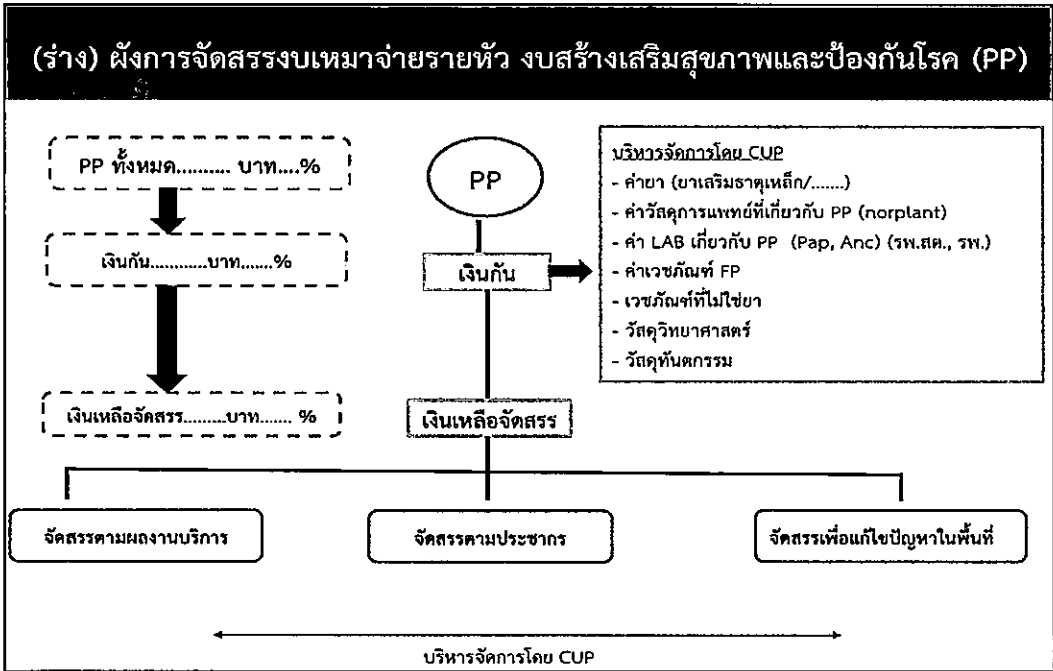 (ร่าง) ผังการจัดสรรงบเหมาจ่ายรายหัว งบสร้างเสริมสุขภาพและป้องกันโรค (PP)
PP ทั้งหมด.......... บาท....%
เงินกัน............บาท.......%
เงินเหลือจัดสรร.........บาท....... %
PP
เงินกัน
เงินเหลือจัดสรร
บริหารจัดการโดย CUP
- ค่ายา (ยาเสริมธาตุเหล็ก/.......)
- ค่าวัสดุการแพทย์ที่เกี่ยวกับ PP (norplant)
- ค่า LAB เกี่ยวกับ PP (Pap, Anc) (รพ.สต., รพ.)
- ค่าเวชภัณฑ์ FP
- เวชภัณฑ์ที่ไม่ใช่ยา
- วัสดุวิทยาศาสตร์
- วัสดุทันตกรรม
จัดสรรตามผลงานบริการ
จัดสรรตามประชากร
จัดสรรเพื่อแก้ไขปัญหาในพื้นที่
บริหารจัดการโดย CUP